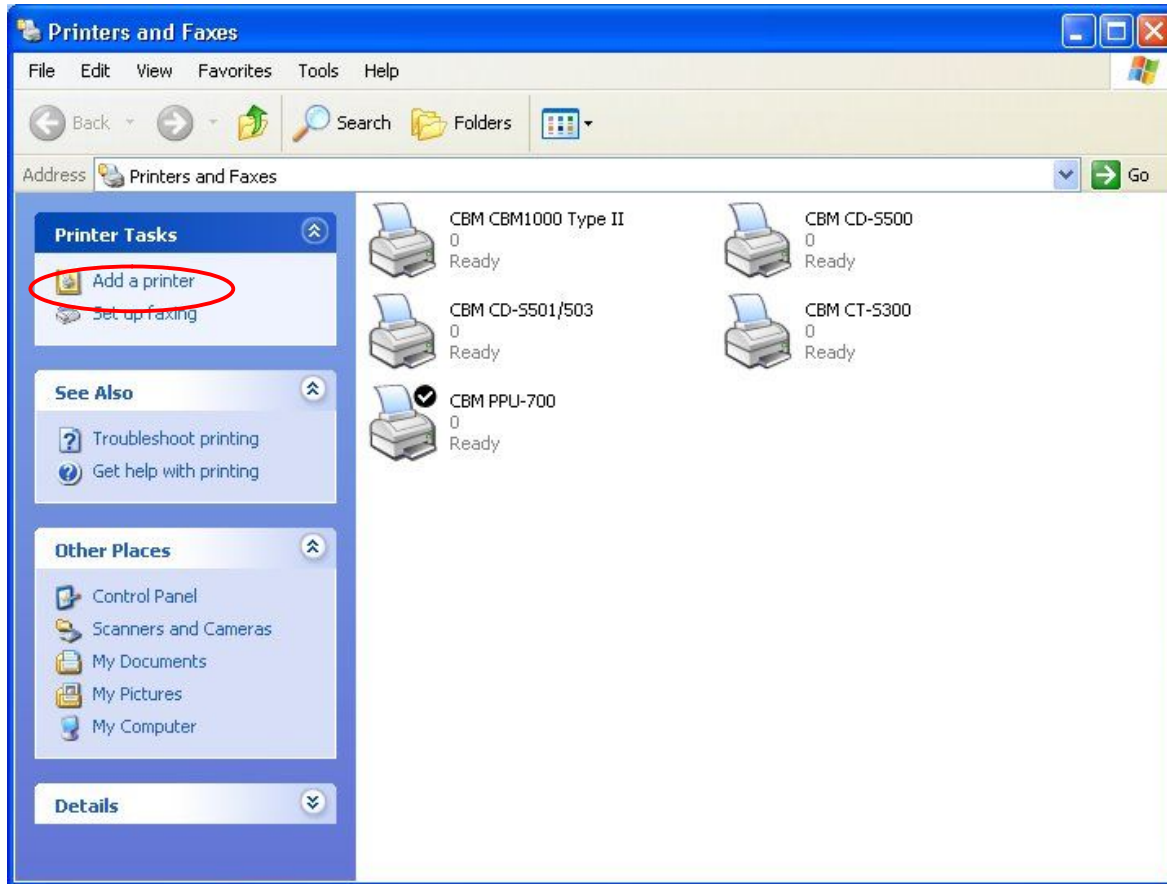 Printers and Faxes
File Edit View Favorites Tools Help
Back Search Folders
Address Printers and Faxes Go
Printer Tasks
Add a printer
Set up faxing
See Also
Troubleshoot printing
Get help with printing
Other Places
Control Panel
Scanners and Cameras
My Documents
My Pictures
My Computer
Details
CBM CBM1000 Type II
0
Ready
CBM CD-S500
0
Ready
CBM CD-S501/503
0
Ready
CBM CT-S300
0
Ready
CBM PPU-700
0
Ready